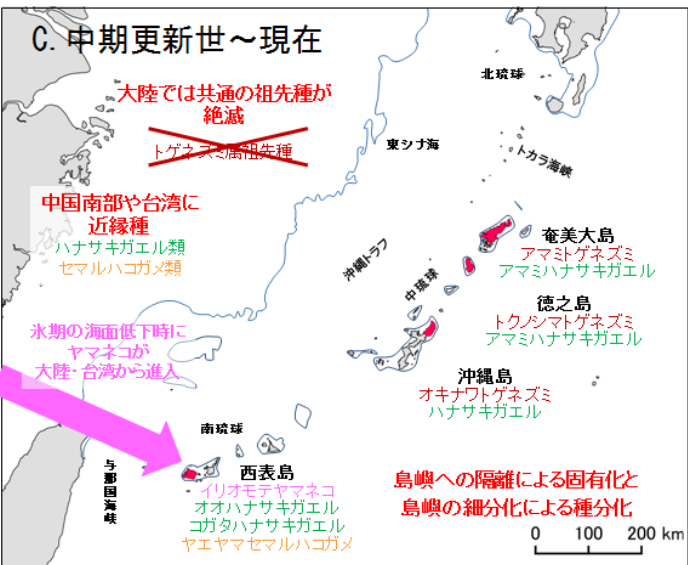 C. 中期更新世～現在
大陸では共通の祖先種が
絶滅
トゲネズミ属祖先種
中国南部や台湾に
近縁種
ハナサキガエル類
セマルハコガメ類
氷期の海面低下時に
ヤマネコが
大陸・台湾から進入
北琉球
東シナ海
トカラ海峡
沖縄トラフ
中琉球
奄美大島
アマミトゲネズミ
アマミハナサキガエル
徳之島
トクノシマトゲネズミ
アマミハナサキガエル
沖縄島
オキナワトゲネズミ
ハナサキガエル
南琉球
与那国海峡
西表島
イリオモテヤマネコ
オオハナサキガエル
コガタハナサキガエル
ヤエヤマセマルハコガメ
島嶼への隔離による固有化と
島嶼の細分化による種分化
0 100 200 km